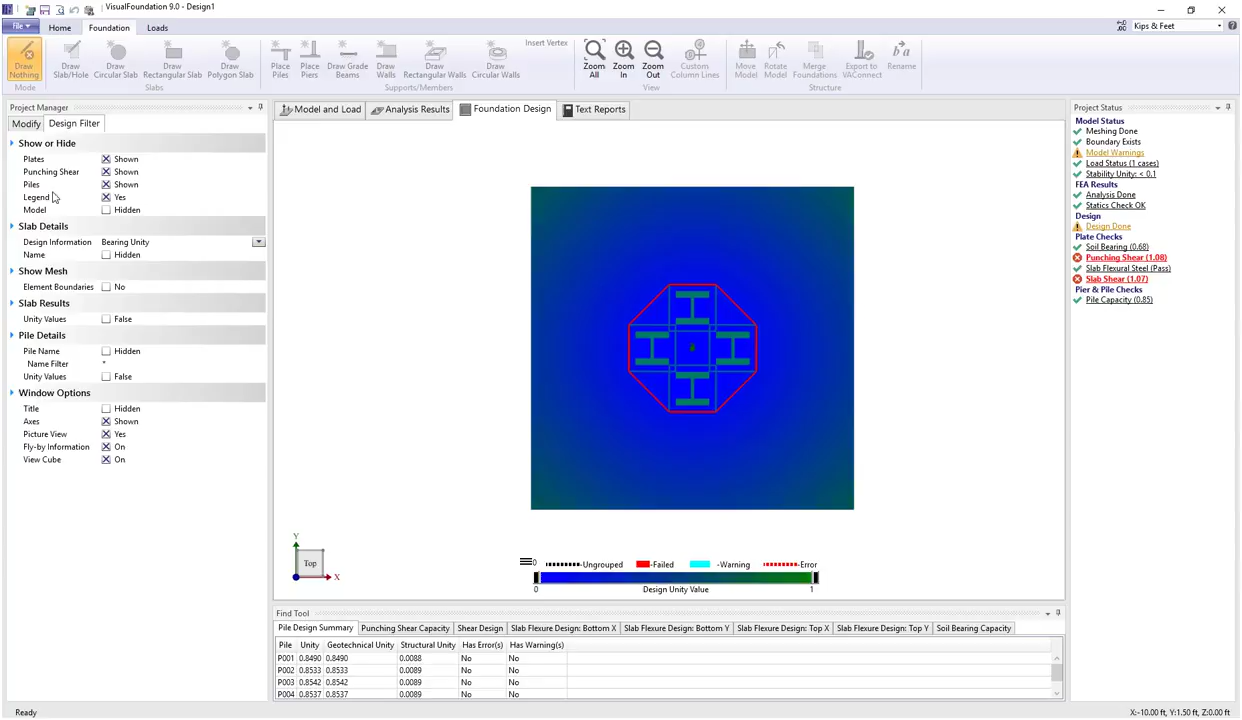 VisualFoundation 9.0 - Design1
File Home Foundation Loads
Kips & Feet
Draw Nothing
Draw Slab/Hole
Draw Circular Slab
Draw Rectangular Slab
Draw Polygon Slab
Place Piles
Place Piers
Draw Grade Beams
Draw Walls
Draw Rectangular Walls
Draw Circular Walls
Insert Vertex
Zoom All
Zoom In
Zoom Out
Custom Column Lines
Move Model
Rotate Model
Merge Foundations
Export to VAConnect
Rename
Mode
Slabs
Supports/Members
View
Structure
Project Manager
Modify Design Filter
Show or Hide
Plates Shown
Punching Shear Shown
Piles Shown
Legend Yes
Model Hidden
Slab Details
Design Information Bearing Unity
Name Hidden
Show Mesh
Element Boundaries No
Slab Results
Unity Values False
Pile Details
Pile Name Hidden
Name Filter *
Unity Values False
Window Options
Title Hidden
Axes Shown
Picture View Yes
Fly-by Information On
View Cube On
Model and Load Analysis Results Foundation Design Text Reports
Y
Top
X
0 -Ungrouped -Failed -Warning -Error
0 Design Unity Value 1
Find Tool
Pile Design Summary Punching Shear Capacity Shear Design Slab Flexure Design: Bottom X Slab Flexure Design: Bottom Y Slab Flexure Design: Top X Slab Flexure Design: Top Y Soil Bearing Capacity
Pile Unity Geotechnical Unity Structural Unity Has Error(s) Has Warning(s)
P001 0.8490 0.8490 0.0088 No No
P002 0.8533 0.8533 0.0089 No No
P003 0.8542 0.8542 0.0089 No No
P004 0.8537 0.8537 0.0089 No No
Project Status
Model Status
Meshing Done
Boundary Exists
Model Warnings
Load Status (1 cases)
Stability Unity: < 0.1
FEA Results
Analysis Done
Statics Check OK
Design
Design Done
Plate Checks
Soil Bearing (0.68)
Punching Shear (1.08)
Slab Flexural Steel (Pass)
Slab Shear (1.07)
Pier & Pile Checks
Pile Capacity (0.85)
Ready
X:-10.00 ft, Y:1.50 ft, Z:0.00 ft